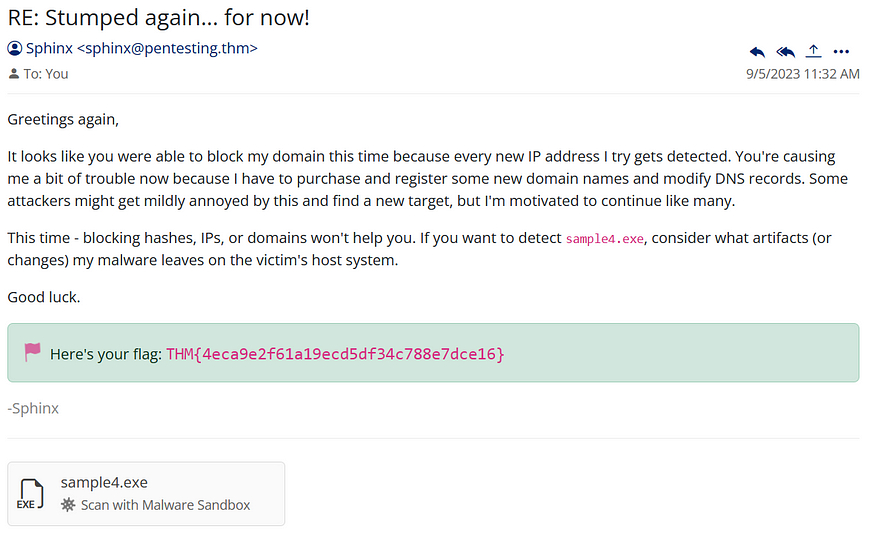 RE: Stumped again... for now!
Sphinx <sphinx@pentesting.thm>
To: You
9/5/2023 11:32 AM
Greetings again,
It looks like you were able to block my domain this time because every new IP address I try gets detected. You're causing
me a bit of trouble now because I have to purchase and register some new domain names and modify DNS records. Some
attackers might get mildly annoyed by this and find a new target, but I'm motivated to continue like many.
This time - blocking hashes, IPs, or domains won't help you. If you want to detect sample4.exe, consider what artifacts (or
changes) my malware leaves on the victim's host system.
Good luck.
Here's your flag: THM{4eca9e2f61a19ecd5df34c788e7dce16}
-Sphinx
EXE
sample4.exe
Scan with Malware Sandbox